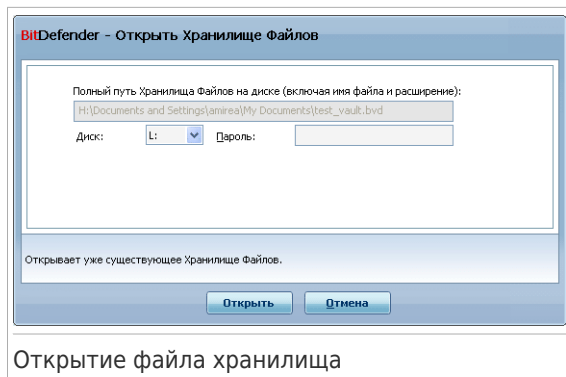 BitDefender - Открыть Хранилище Файлов
Полный путь Хранилища Файлов на диске (включая имя файла и расширение):
H:\Documents and Settings\amirea\My Documents\test_vault.bvd
Диск: L: Пароль:
Открывает уже существующее Хранилище Файлов.
Открыть Отмена
Открытие файла хранилища